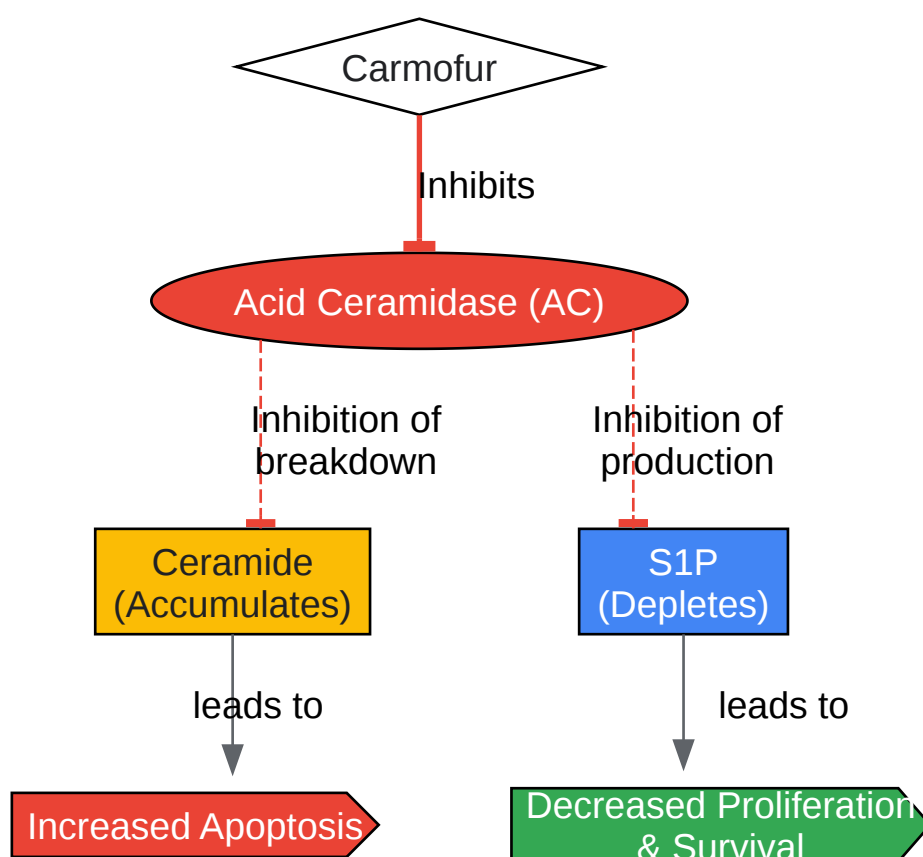 Carmofur
Inhibits
Acid Ceramidase (AC)
Inhibition of
breakdown
Inhibition of
production
Ceramide
(Accumulates)
S1P
(Depletes)
leads to
leads to
Increased Apoptosis
Decreased Proliferation
& Survival